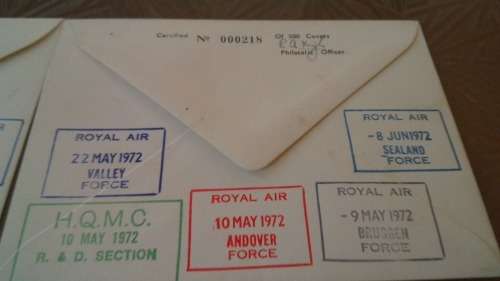 Certified No 000218 Of 500 Covers
Philatelic Officer
ROYAL AIR
-8 JUN 1972
SEALAND
FORCE
ROYAL AIR
22 MAY 1972
VALLEY
FORCE
ROYAL AIR
10 MAY 1972
ANDOVER
FORCE
ROYAL AIR
-9 MAY 1972
BRUGGEN
FORCE
H.Q.M.C.
10 MAY 1972
R. & D. SECTION